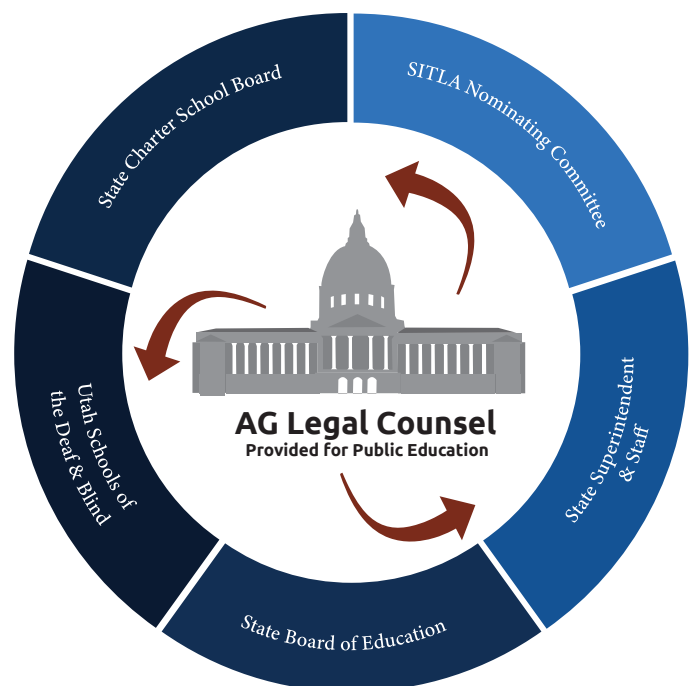 State Charter School Board
SITLA Nominating Committee
State Superintendent
& Staff
State Board of Education
Utah Schools of
the Deaf & Blind
AG Legal Counsel
Provided for Public Education